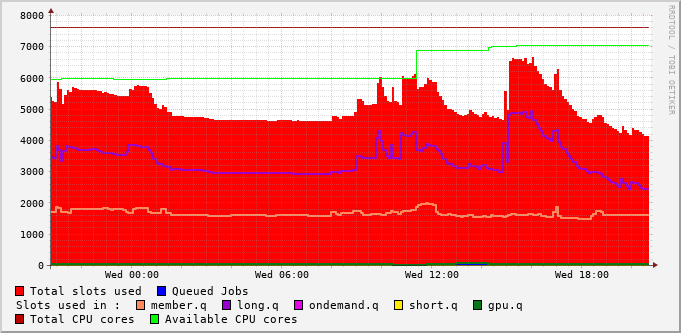 8000
7000
6000
5000
4000
3000
2000
1000
0
Wed 00:00 Wed 06:00 Wed 12:00 Wed 18:00
RRDTOOL / TOBI OETIKER
Total slots used Queued Jobs
Slots used in : member.q long.q ondemand.q short.q gpu.q
Total CPU cores Available CPU cores